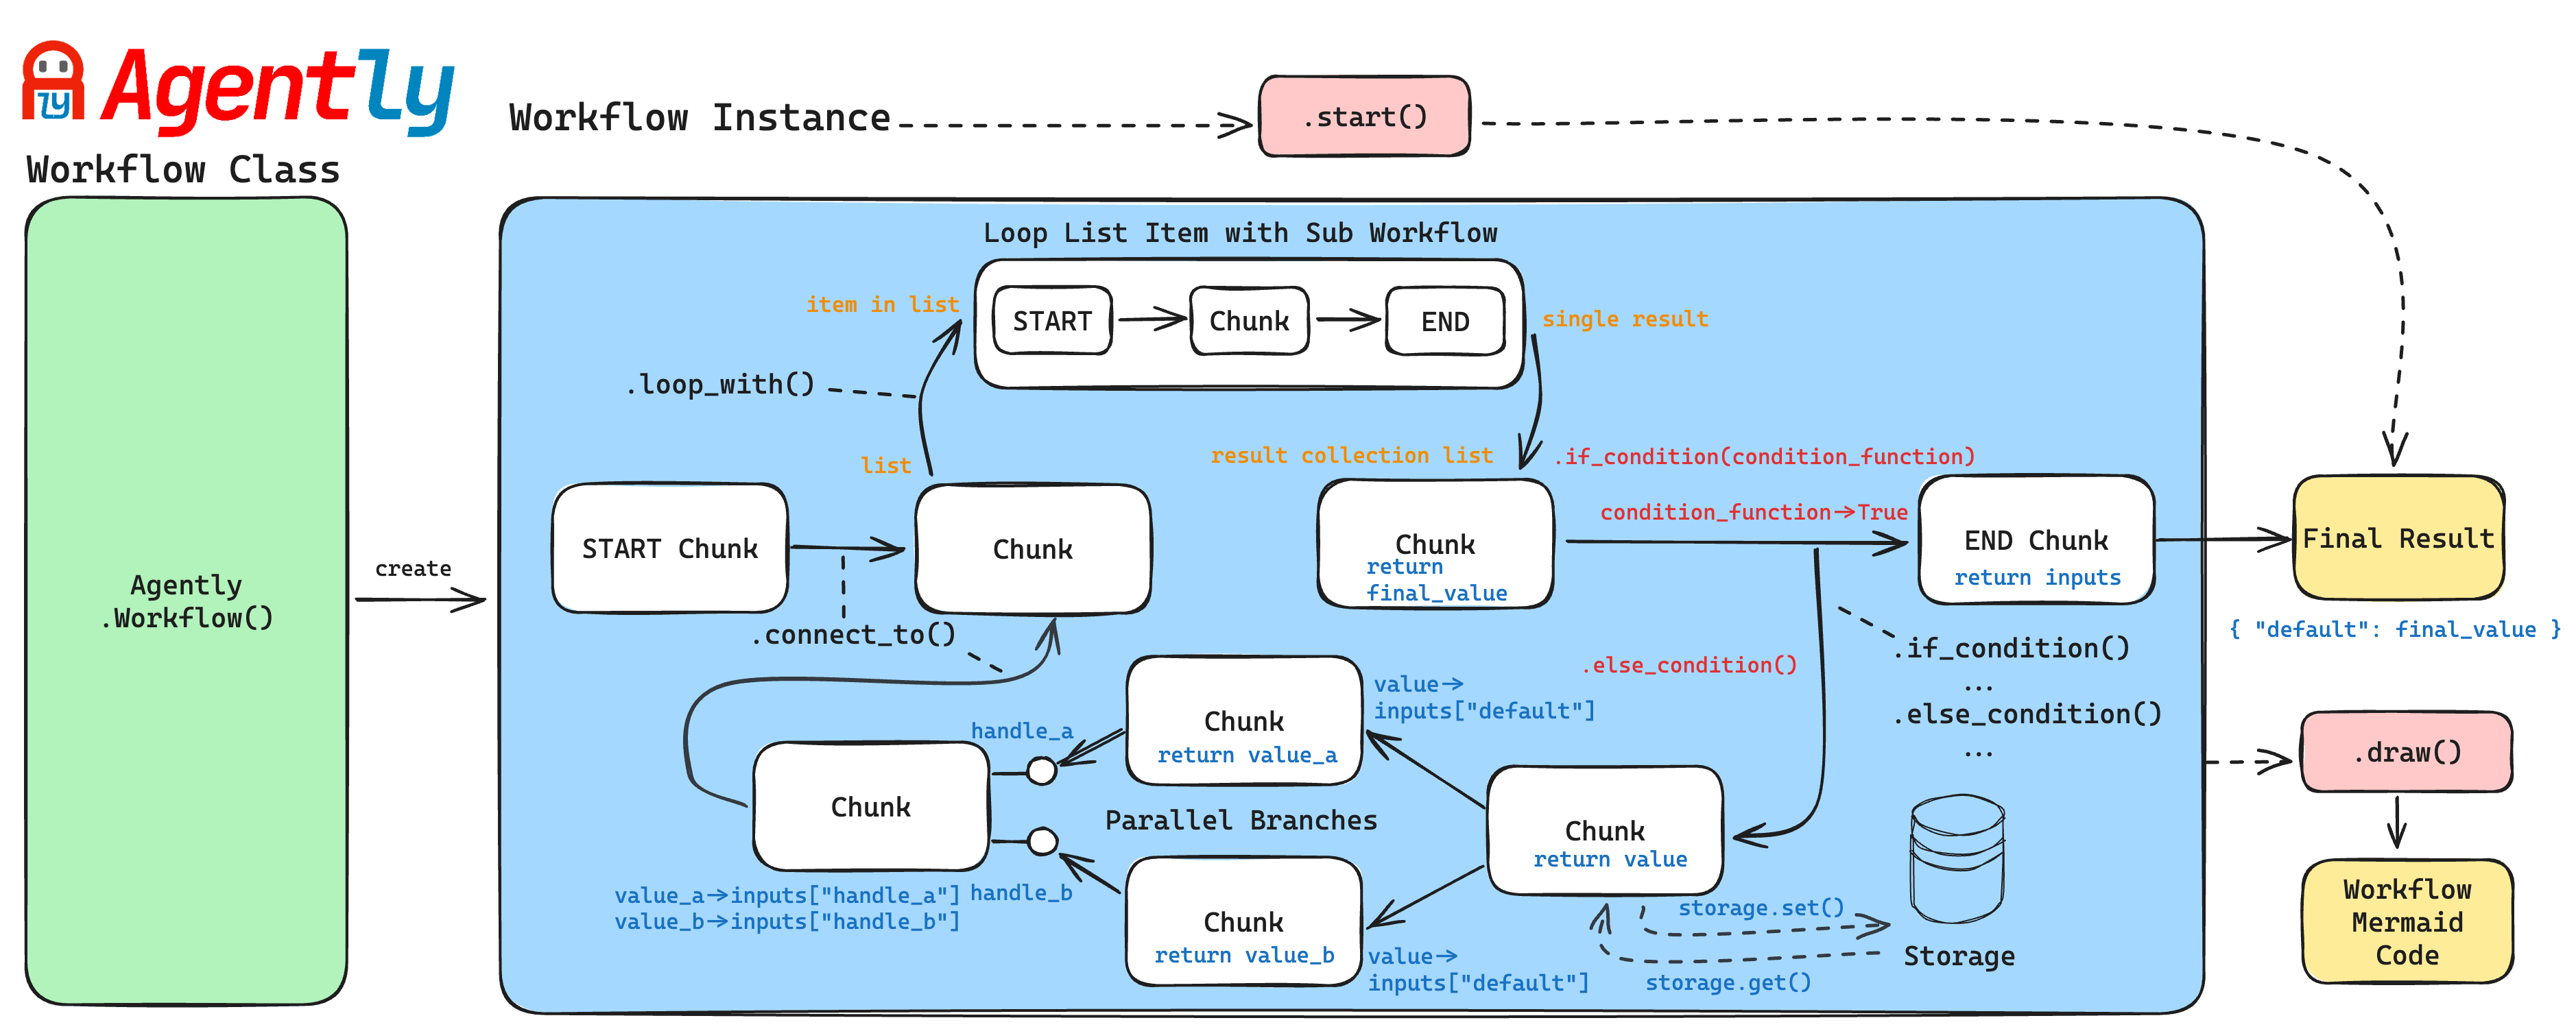 ly
Agently
Workflow Class
Workflow Instance
.start()
Agently
.Workflow()
create
Loop List Item with Sub Workflow
item in list
START
Chunk
END
single result
.loop_with()
list
result collection list
.if_condition(condition_function)
START Chunk
Chunk
Chunk
return
final_value
condition_function->True
END Chunk
return inputs
Final Result
{ "default": final_value }
.connect_to()
.else_condition()
.if_condition()
...
.else_condition()
...
value->
inputs["default"]
Chunk
return value_a
handle_a
Chunk
Parallel Branches
Chunk
return value
value_a->inputs["handle_a"]
value_b->inputs["handle_b"]
handle_b
Chunk
return value_b
value->
inputs["default"]
storage.set()
storage.get()
Storage
.draw()
Workflow
Mermaid
Code